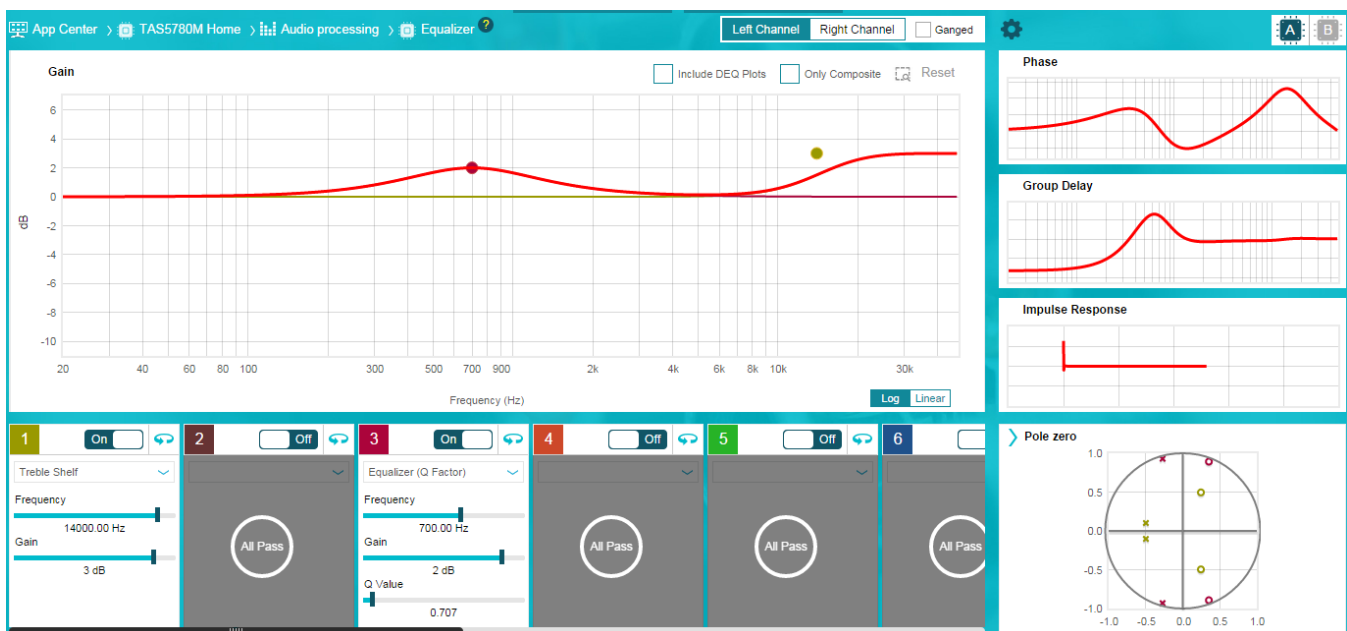 App Center > TAS5780M Home > Audio processing > Equalizer ?
Left Channel Right Channel Ganged
A B
Gain
Include DEQ Plots Only Composite Reset
6
4
2
0
-2
-4
-6
-8
-10
dB
20 40 60 80 100 300 500 700 900 2k 4k 6k 8k 10k 30k
Frequency (Hz)
Log Linear
Phase
Group Delay
Impulse Response
1 On 2 Off 3 On 4 Off 5 Off 6
Treble Shelf
Frequency
14000.00 Hz
Gain
3 dB
All Pass
Equalizer (Q Factor)
Frequency
700.00 Hz
Gain
2 dB
Q Value
0.707
All Pass
All Pass
All Pass
Pole zero
1.0
0.5
0.0
-0.5
-1.0
-1.0 -0.5 0.0 0.5 1.0